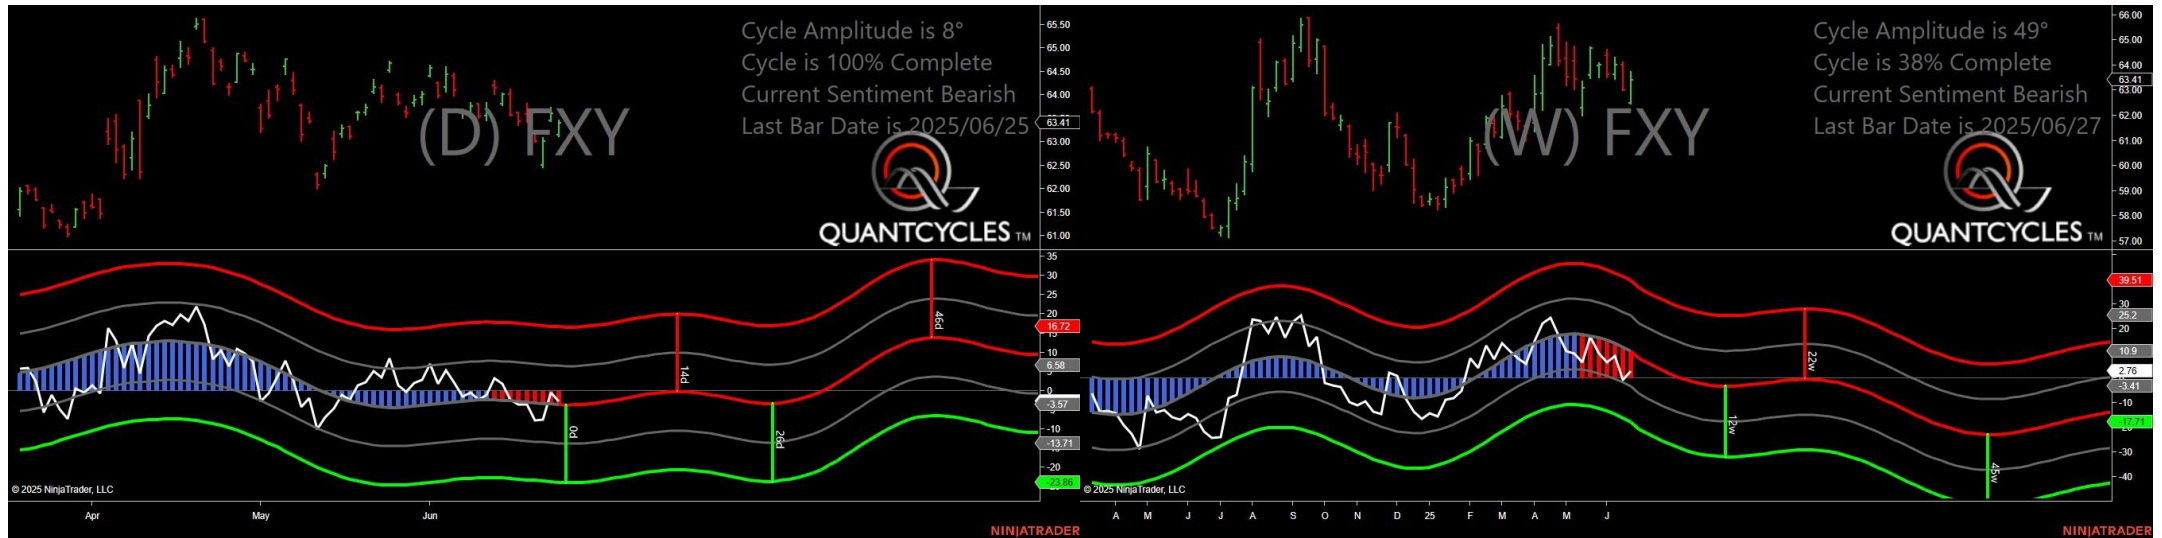 Cycle Amplitude is 8°
Cycle is 100% Complete
Current Sentiment Bearish
Last Bar Date is 2025/06/25
(D) FXY
QUANTCYCLES TM
65.50
65.00
64.50
64.00
63.41
63.00
62.50
62.00
61.50
61.00
35
30
25
20
16.72
10
6.58
0
-3.57
-10
-13.71
-20
-23.86
0d
14d
26d
46d
© 2025 NinjaTrader, LLC
Apr May Jun
NINJATRADER
Cycle Amplitude is 49°
Cycle is 38% Complete
Current Sentiment Bearish
Last Bar Date is 2025/06/27
(W) FXY
QUANTCYCLES TM
66.00
65.00
64.00
63.41
63.00
62.00
61.00
60.00
59.00
58.00
57.00
39.51
30
25.2
20
10.9
2.76
-3.41
-10
-17.71
-30
-40
12w
22w
45w
© 2025 NinjaTrader, LLC
A M J J A S O N D 25 F M A M J
NINJATRADER